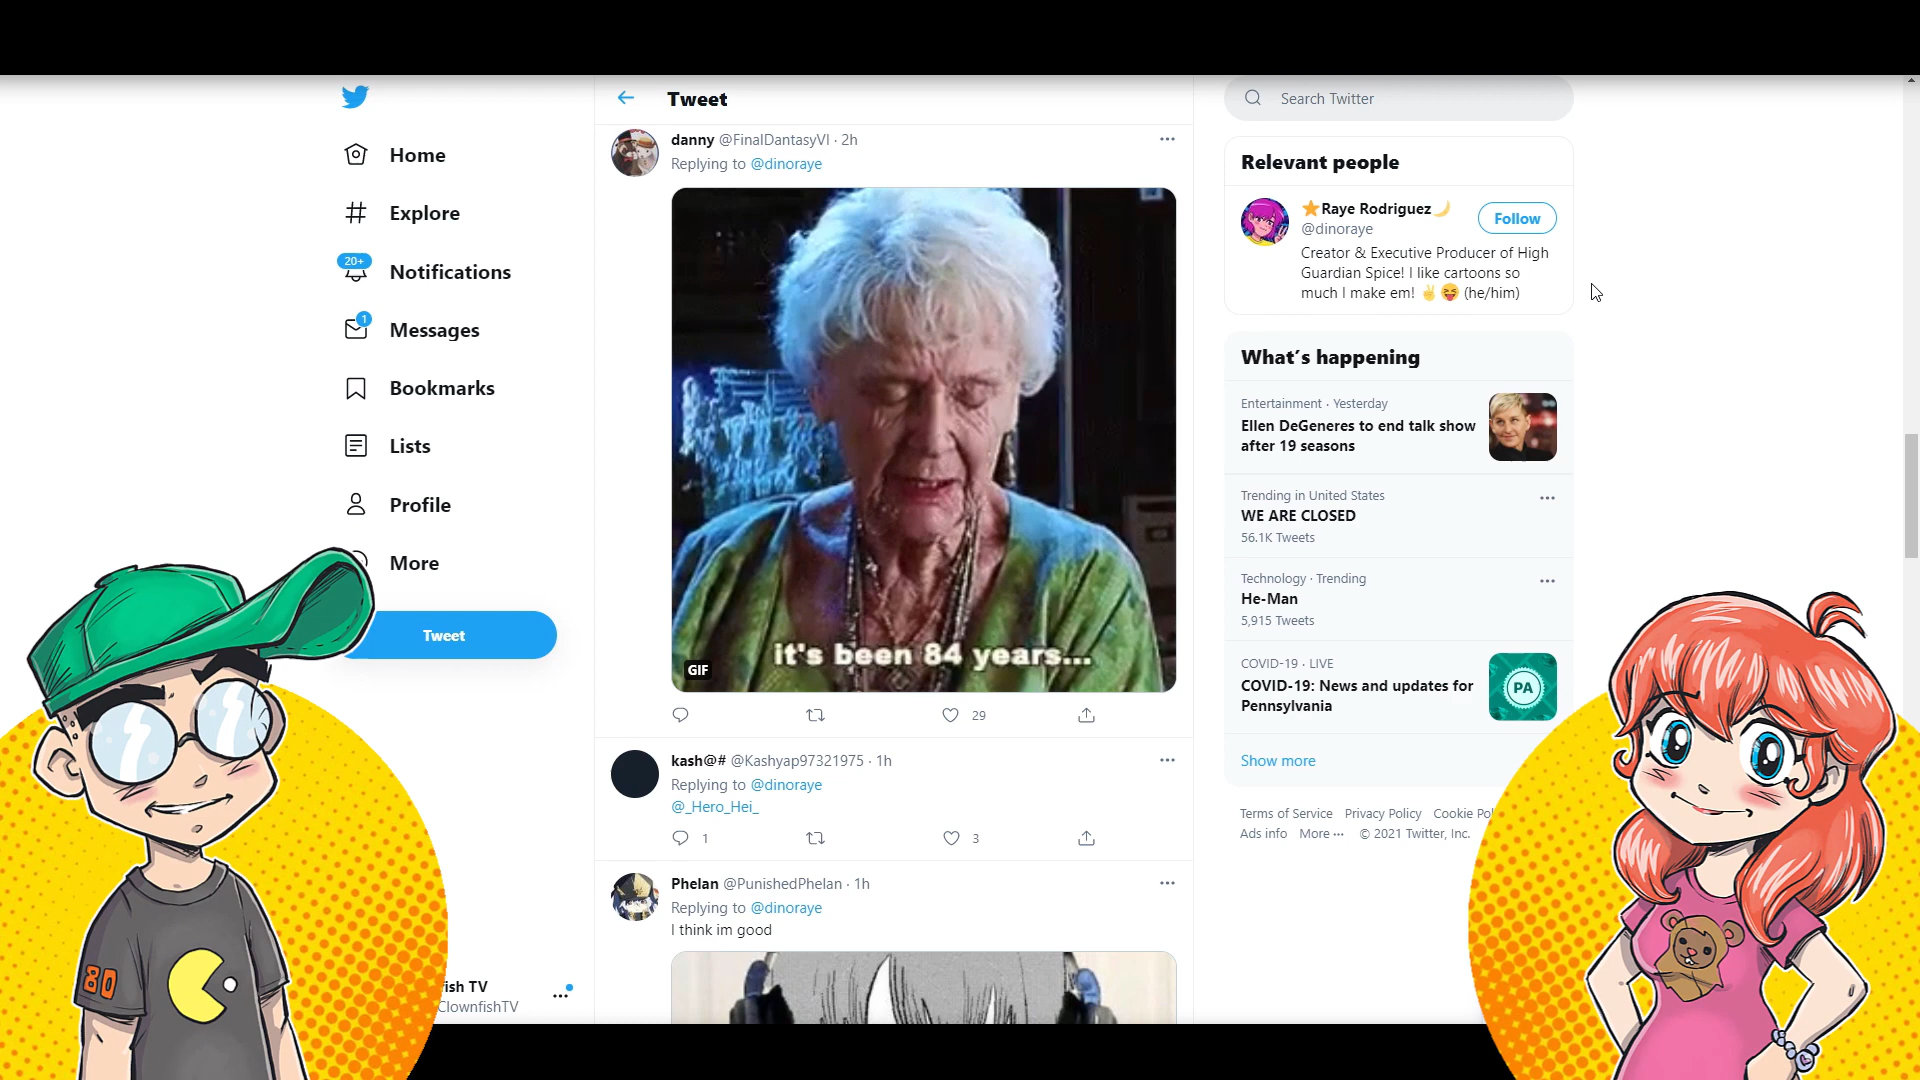 Home
Explore
20+
Notifications
1
Messages
Bookmarks
Lists
Profile
More
Tweet
80
fish TV
ClownfishTV
Tweet
danny @FinalDantasyVI · 2h
Replying to @dinoraye
it's been 84 years...
GIF
29
kash@# @Kashyap97321975 · 1h
Replying to @dinoraye
@_Hero_Hei_
1
3
Phelan @PunishedPhelan · 1h
Replying to @dinoraye
I think im good
Search Twitter
Relevant people
⭐Raye Rodriguez🌙
@dinoraye
Follow
Creator & Executive Producer of High
Guardian Spice! I like cartoons so
much I make em! ✌️😝 (he/him)
What's happening
Entertainment · Yesterday
Ellen DeGeneres to end talk show
after 19 seasons
Trending in United States
WE ARE CLOSED
56.1K Tweets
Technology · Trending
He-Man
5,915 Tweets
COVID-19 · LIVE
COVID-19: News and updates for
Pennsylvania
PA
Show more
Terms of Service Privacy Policy Cookie Pol
Ads info More ··· © 2021 Twitter, Inc.